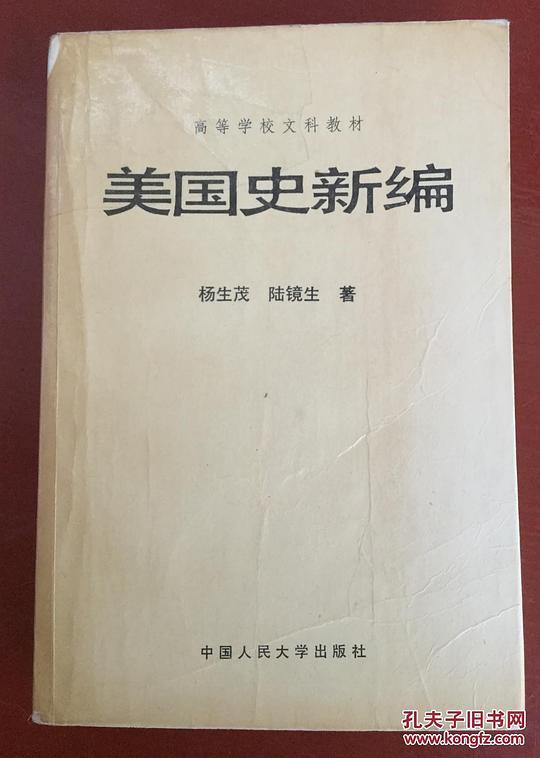 高等学校文科教材
美国史新编
杨生茂 陆镜生 著
中国人民大学出版社
孔夫子旧书网
www.kongfz.com